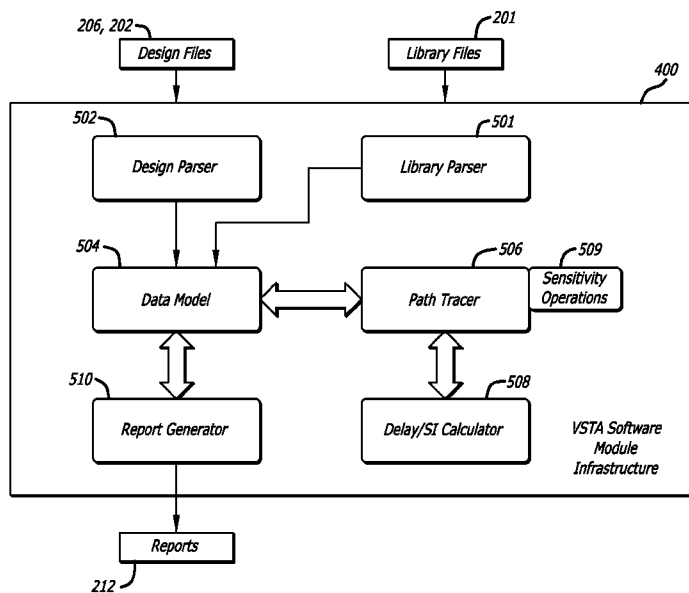 206, 202
201
Design Files
Library Files
400
502
501
Design Parser
Library Parser
504
506
509
Data Model
Path Tracer
Sensitivity
Operations
510
508
Report Generator
Delay/SI Calculator
VSTA Software
Module
Infrastructure
Reports
212